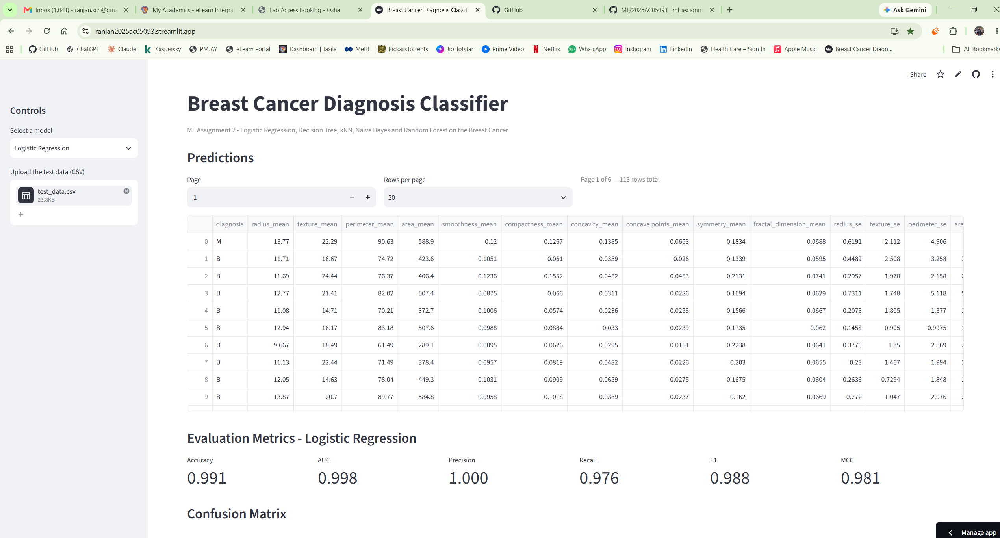 Inbox (1,043) - ranjan.sch@gma
My Academics - eLearn Integrat
Lab Access Booking - Osha
Breast Cancer Diagnosis Classifi
GitHub
ML/2025AC05093__ml_assignm
Ask Gemini
ranjan2025ac05093.streamlit.app
GitHub
ChatGPT
Claude
Kaspersky
PMJAY
eLearn Portal
Dashboard | Taxila
Mettl
KickassTorrents
JioHotstar
Prime Video
Netflix
99+ WhatsApp
Instagram
LinkedIn
Health Care – Sign In
Apple Music
Breast Cancer Diagn...
All Bookmarks
Share
Controls
Select a model
Logistic Regression
Upload the test data (CSV)
test_data.csv
23.8KB
Breast Cancer Diagnosis Classifier
ML Assignment 2 - Logistic Regression, Decision Tree, kNN, Naive Bayes and Random Forest on the Breast Cancer
Predictions
Page
Rows per page
Page 1 of 6 — 113 rows total
1
20
diagnosis radius_mean texture_mean perimeter_mean area_mean smoothness_mean compactness_mean concavity_mean concave points_mean symmetry_mean fractal_dimension_mean radius_se texture_se perimeter_se are
0 M 13.77 22.29 90.63 588.9 0.12 0.1267 0.1385 0.0653 0.1834 0.0688 0.6191 2.112 4.906
1 B 11.71 16.67 74.72 423.6 0.1051 0.061 0.0359 0.026 0.1339 0.0595 0.4489 2.508 3.258
2 B 11.69 24.44 76.37 406.4 0.1236 0.1552 0.0452 0.0453 0.2131 0.0741 0.2957 1.978 2.158
3 B 12.77 21.41 82.02 507.4 0.0875 0.066 0.0311 0.0286 0.1694 0.0629 0.7311 1.748 5.118
4 B 11.08 14.71 70.21 372.7 0.1006 0.0574 0.0236 0.0258 0.1566 0.0667 0.2073 1.805 1.377
5 B 12.94 16.17 83.18 507.6 0.0988 0.0884 0.033 0.0239 0.1735 0.062 0.1458 0.905 0.9975
6 B 9.667 18.49 61.49 289.1 0.0895 0.0626 0.0295 0.0151 0.2238 0.0641 0.3776 1.35 2.569
7 B 11.13 22.44 71.49 378.4 0.0957 0.0819 0.0482 0.0226 0.203 0.0655 0.28 1.467 1.994
8 B 12.05 14.63 78.04 449.3 0.1031 0.0909 0.0659 0.0275 0.1675 0.0604 0.2636 0.7294 1.848
9 B 13.87 20.7 89.77 584.8 0.0958 0.1018 0.0369 0.0237 0.162 0.0669 0.272 1.047 2.076
Evaluation Metrics - Logistic Regression
Accuracy AUC Precision Recall F1 MCC
0.991 0.998 1.000 0.976 0.988 0.981
Confusion Matrix
Manage app